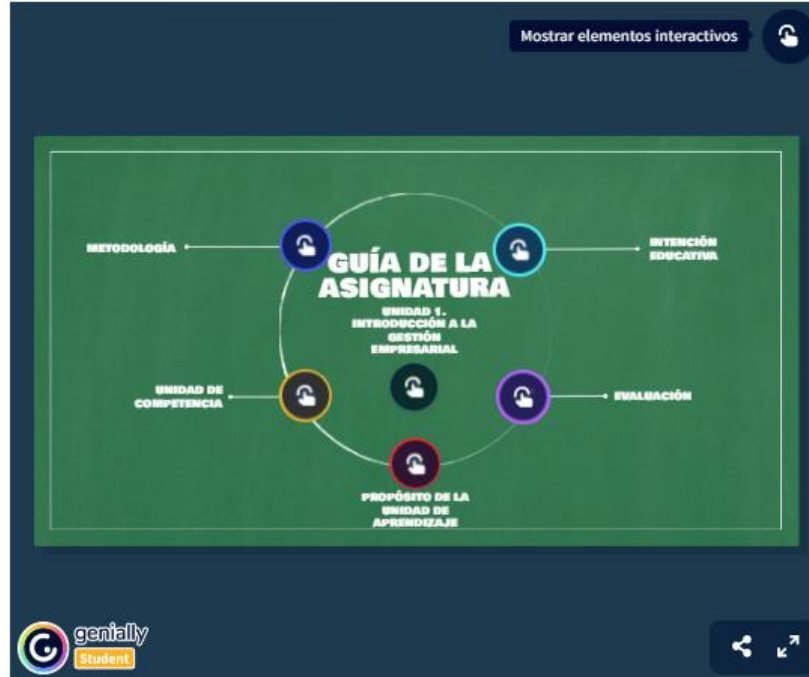 Mostrar elementos interactivos
METODOLOGÍA
INTENCIÓN
EDUCATIVA
GUÍA DE LA
ASIGNATURA
UNIDAD 1.
INTRODUCCIÓN A LA
GESTIÓN
EMPRESARIAL
UNIDAD DE
COMPETENCIA
EVALUACIÓN
PROPÓSITO DE LA
UNIDAD DE
APRENDIZAJE
genially
Student